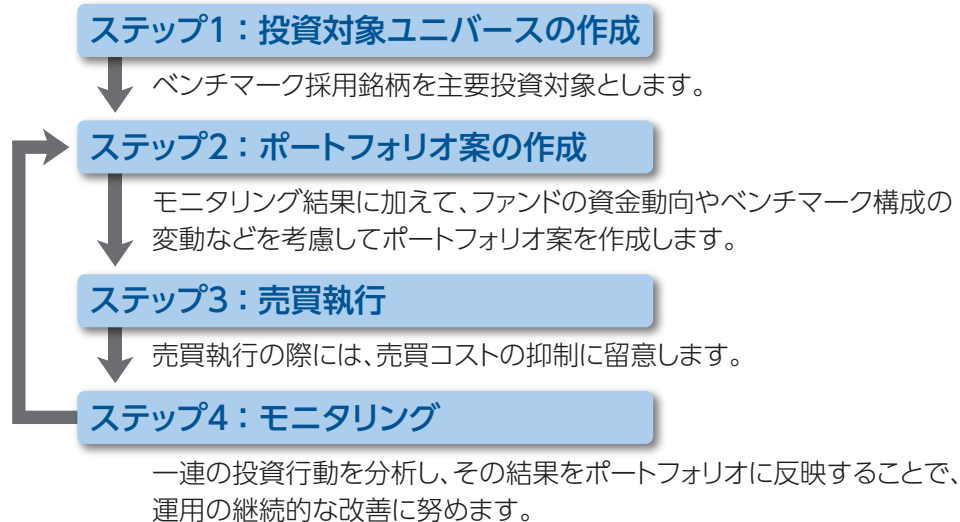 ステップ1：投資対象ユニバースの作成
ベンチマーク採用銘柄を主要投資対象とします。
ステップ2：ポートフォリオ案の作成
モニタリング結果に加えて、ファンドの資金動向やベンチマーク構成の
変動などを考慮してポートフォリオ案を作成します。
ステップ3：売買執行
売買執行の際には、売買コストの抑制に留意します。
ステップ4：モニタリング
一連の投資行動を分析し、その結果をポートフォリオに反映することで、
運用の継続的な改善に努めます。